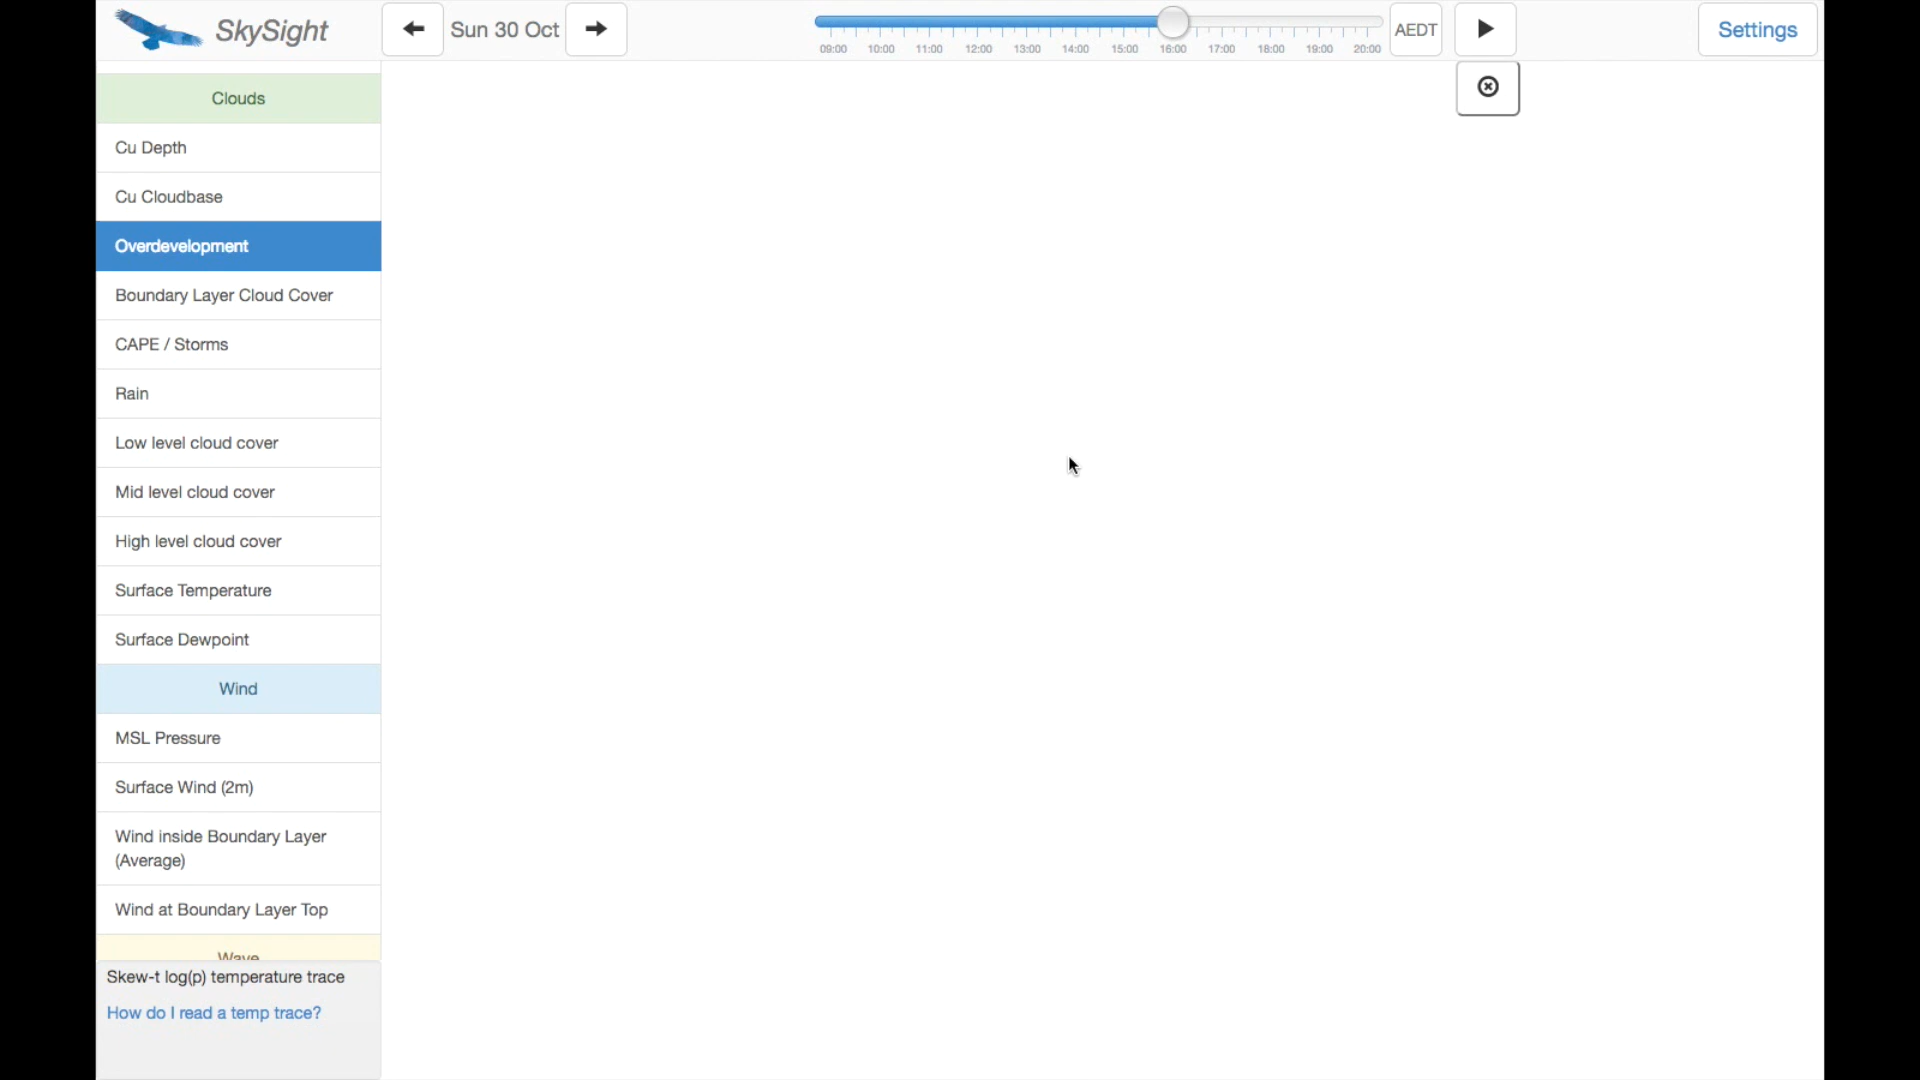 SkySight
Sun 30 Oct
09:00 10:00 11:00 12:00 13:00 14:00 15:00 16:00 17:00 18:00 19:00 20:00
AEDT
Settings
Clouds
Cu Depth
Cu Cloudbase
Overdevelopment
Boundary Layer Cloud Cover
CAPE / Storms
Rain
Low level cloud cover
Mid level cloud cover
High level cloud cover
Surface Temperature
Surface Dewpoint
Wind
MSL Pressure
Surface Wind (2m)
Wind inside Boundary Layer
(Average)
Wind at Boundary Layer Top
Wave
Skew-t log(p) temperature trace
How do I read a temp trace?